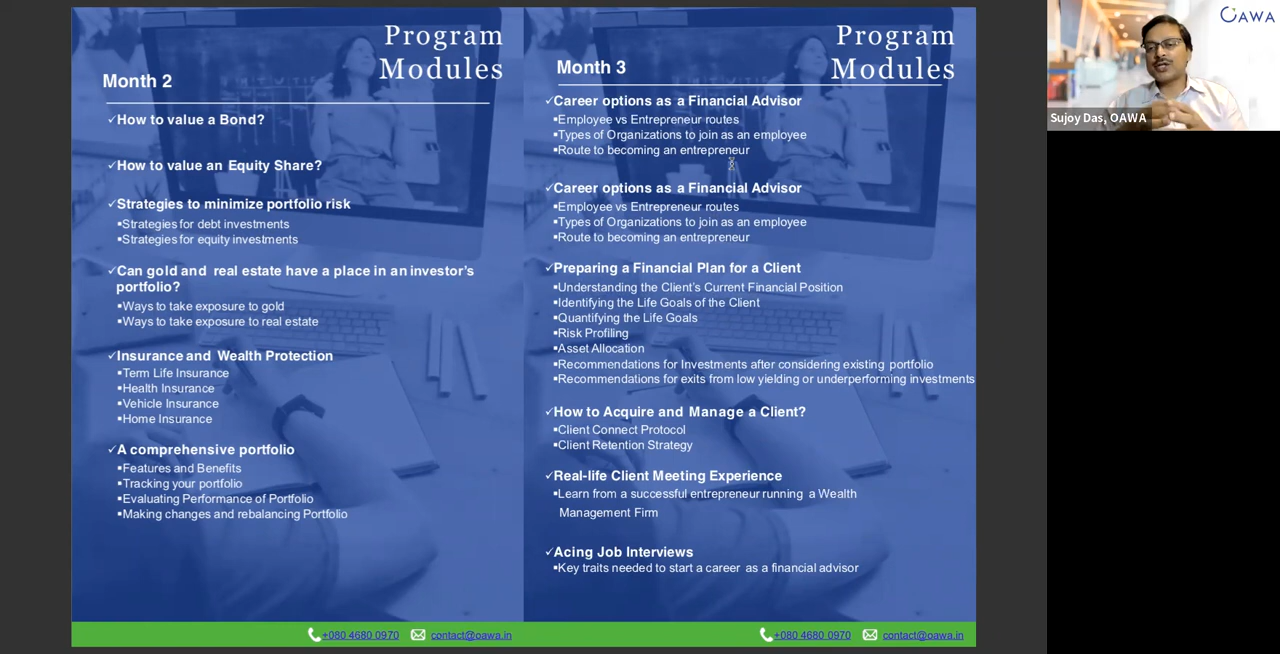 Program
Modules
Month 2
✓How to value a Bond?
✓How to value an Equity Share?
✓Strategies to minimize portfolio risk
▪Strategies for debt investments
▪Strategies for equity investments
✓Can gold and real estate have a place in an investor's
portfolio?
▪Ways to take exposure to gold
▪Ways to take exposure to real estate
✓Insurance and Wealth Protection
▪Term Life Insurance
▪Health Insurance
▪Vehicle Insurance
▪Home Insurance
✓A comprehensive portfolio
▪Features and Benefits
▪Tracking your portfolio
▪Evaluating Performance of Portfolio
▪Making changes and rebalancing Portfolio
+080 4680 0970 contact@oawa.in
Program
Modules
Month 3
✓Career options as a Financial Advisor
▪Employee vs Entrepreneur routes
▪Types of Organizations to join as an employee
▪Route to becoming an entrepreneur
✓Career options as a Financial Advisor
▪Employee vs Entrepreneur routes
▪Types of Organizations to join as an employee
▪Route to becoming an entrepreneur
✓Preparing a Financial Plan for a Client
▪Understanding the Client's Current Financial Position
▪Identifying the Life Goals of the Client
▪Quantifying the Life Goals
▪Risk Profiling
▪Asset Allocation
▪Recommendations for Investments after considering existing portfolio
▪Recommendations for exits from low yielding or underperforming investments
✓How to Acquire and Manage a Client?
▪Client Connect Protocol
▪Client Retention Strategy
✓Real-life Client Meeting Experience
▪Learn from a successful entrepreneur running a Wealth
Management Firm
✓Acing Job Interviews
▪Key traits needed to start a career as a financial advisor
+080 4680 0970 contact@oawa.in
OAWA
Sujoy Das, OAWA